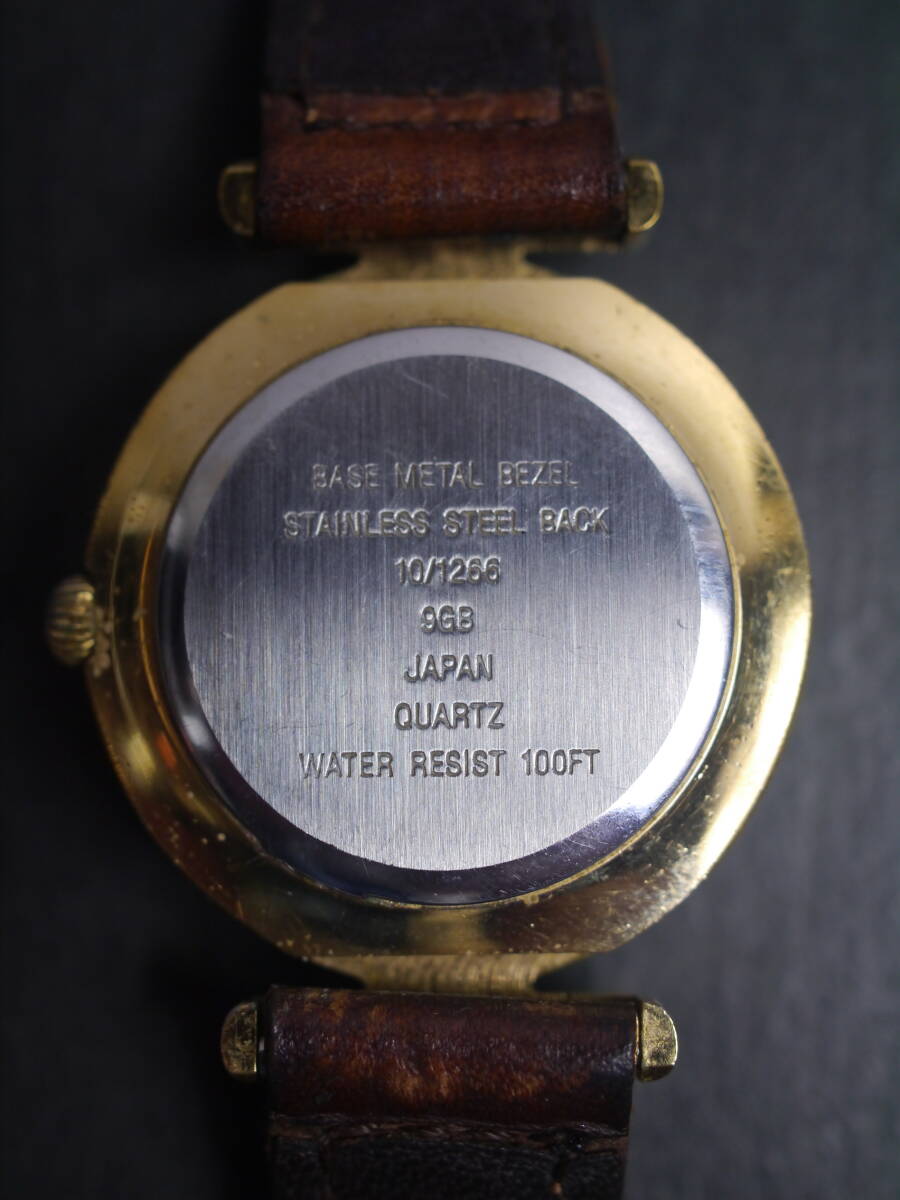 BASE METAL BEZEL
STAINLESS STEEL BACK
10/1266
9GB
JAPAN
QUARTZ
WATER RESIST 100FT